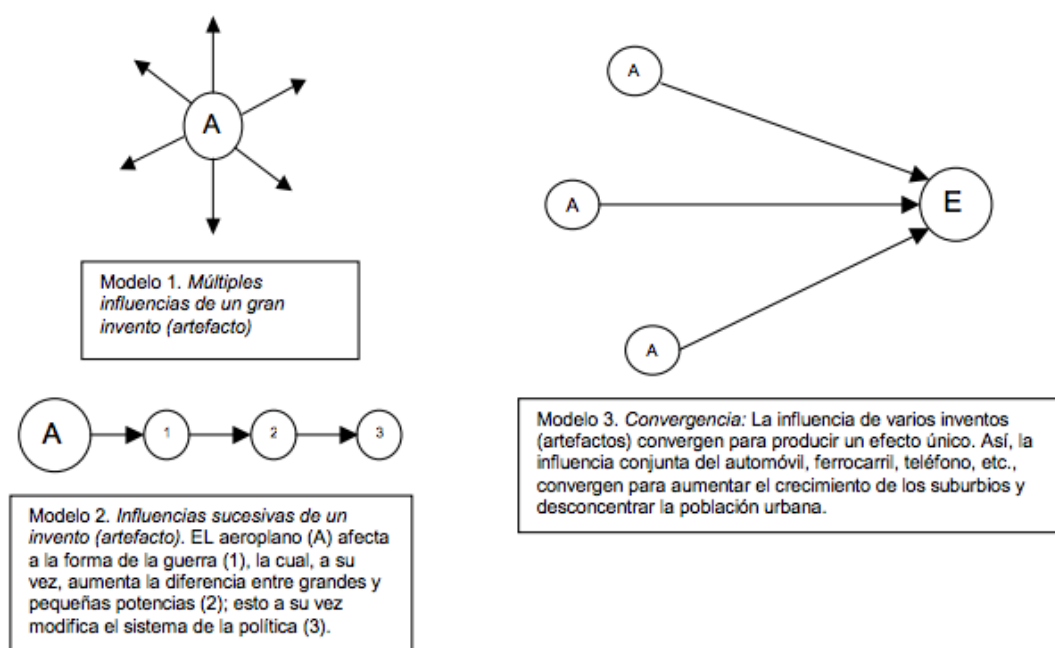 A
Modelo 1. Múltiples
influencias de un gran
invento (artefacto)
A
1
2
3
Modelo 2. Influencias sucesivas de un
invento (artefacto). EL aeroplano (A) afecta
a la forma de la guerra (1), la cual, a su
vez, aumenta la diferencia entre grandes y
pequeñas potencias (2); esto a su vez
modifica el sistema de la política (3).
A
A
A
E
Modelo 3. Convergencia: La influencia de varios inventos
(artefactos) convergen para producir un efecto único. Así, la
influencia conjunta del automóvil, ferrocarril, teléfono, etc.,
convergen para aumentar el crecimiento de los suburbios y
desconcentrar la población urbana.